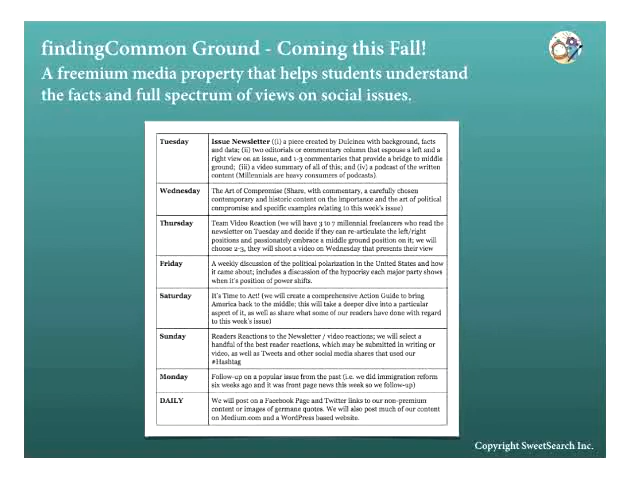 findingCommon Ground - Coming this Fall!
A freemium media property that helps students understand
the facts and full spectrum of views on social issues.
Tuesday
Issue Newsletter ((i) a piece created by Dulcinea with background, facts
and data; (ii) two editorials or commentary column that espouse a left and a
right view on an issue, and 1-3 commentaries that provide a bridge to middle
ground; (iii) a video summary of all of this; and (iv) a podcast of the written
content (Millennials are heavy consumers of podcasts).
Wednesday
The Art of Compromise (Share, with commentary, a carefully chosen
contemporary and historic content on the importance and the art of political
compromise and specific examples relating to this week's issue)
Thursday
Team Video Reaction (we will have 3 to 7 millennial freelancers who read the
newsletter on Tuesday and decide if they can re-articulate the left/right
positions and passionately embrace a middle ground position on it; we will
choose 2-3, they will shoot a video on Wednesday that presents their view
Friday
A weekly discussion of the political polarization in the United States and how
it came about; includes a discussion of the hypocrisy each major party shows
when it's position of power shifts.
Saturday
It's Time to Act! (we will create a comprehensive Action Guide to bring
America back to the middle; this will take a deeper dive into a particular
aspect of it, as well as share what some of our readers have done with regard
to this week's issue)
Sunday
Readers Reactions to the Newsletter / video reactions; we will select a
handful of the best reader reactions, which may be submitted in writing or
video, as well as Tweets and other social media shares that used our
#Hashtag
Monday
Follow-up on a popular issue from the past (i.e. we did immigration reform
six weeks ago and it was front page news this week so we follow-up)
DAILY
We will post on a Facebook Page and Twitter links to our non-premium
content or images of germane quotes. We will also post much of our content
on Medium.com and a WordPress based website.
Copyright SweetSearch Inc.